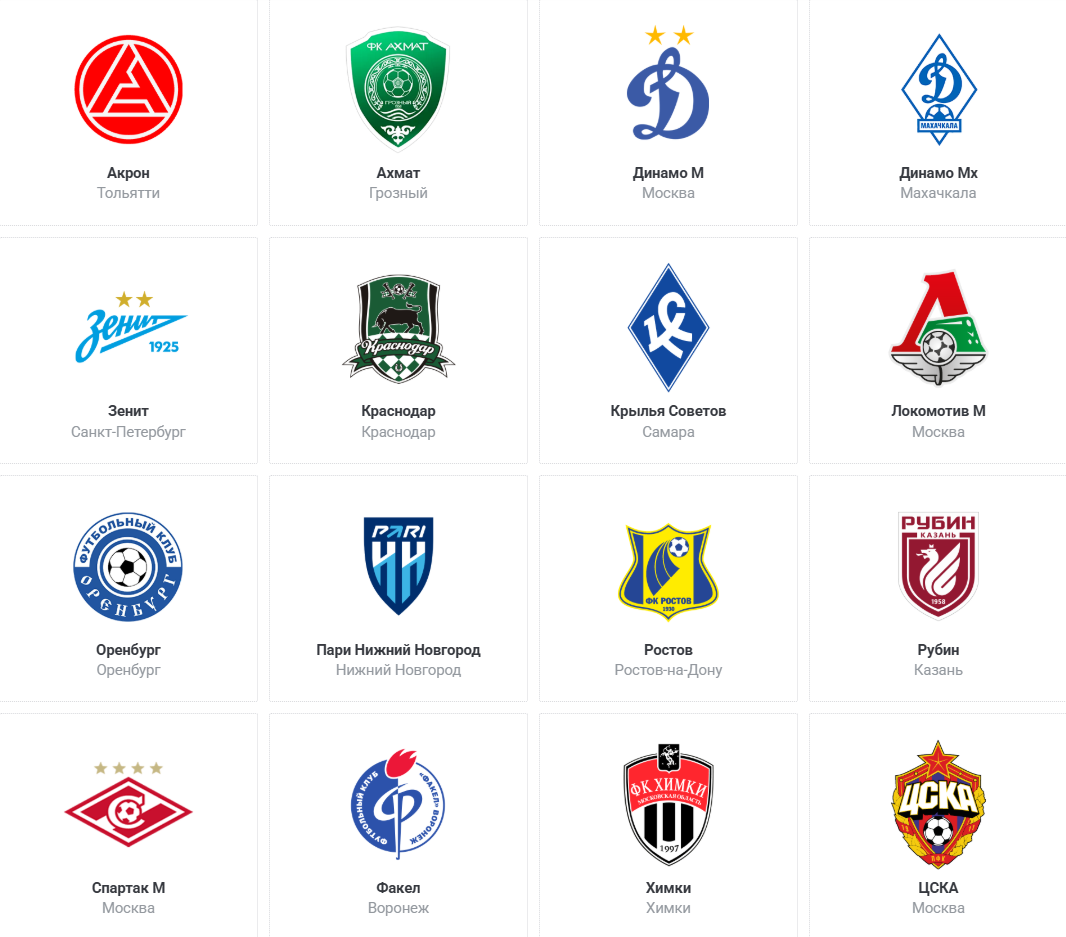 ФК АХМАТ
ГРОЗНЫЙ
МАХАЧКАЛА
Акрон
Ахмат
Динамо М
Динамо Мх
Тольятти
Грозный
Москва
Махачкала
Зенит
1925
Краснодар
Зенит
Краснодар
Крылья Советов
Локомотив М
Санкт-Петербург
Краснодар
Самара
Москва
ФУТБОЛЬНЫЙ КЛУБ
ОРЕНБУРГ
PARI
НН
ФК РОСТОВ
1930
РУБИН
КАЗАНЬ
1958
Оренбург
Пари Нижний Новгород
Ростов
Рубин
Оренбург
Нижний Новгород
Ростов-на-Дону
Казань
ФУТБОЛЬНЫЙ КЛУБ
«ФАКЕЛ» ВОРОНЕЖ
ФК ХИМКИ
МОСКОВСКАЯ ОБЛАСТЬ
1997
ЦСКА
ПФК
Спартак М
Факел
Химки
ЦСКА
Москва
Воронеж
Химки
Москва